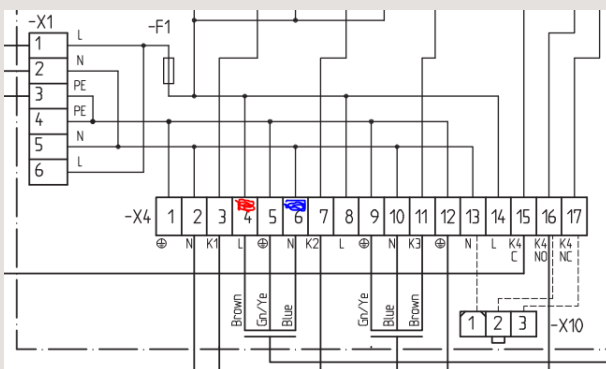 -X1
-F1
1 L
2 N
3 PE
4 PE
5 N
6 L
-X4 1 2 3 4 5 6 7 8 9 10 11 12 13 14 15 16 17
N K1 L N K2 L N K3 N L K4 K4 K4
C NO NC
Brown Gn/Ye Blue Gn/Ye Blue Brown
1 2 3 -X10